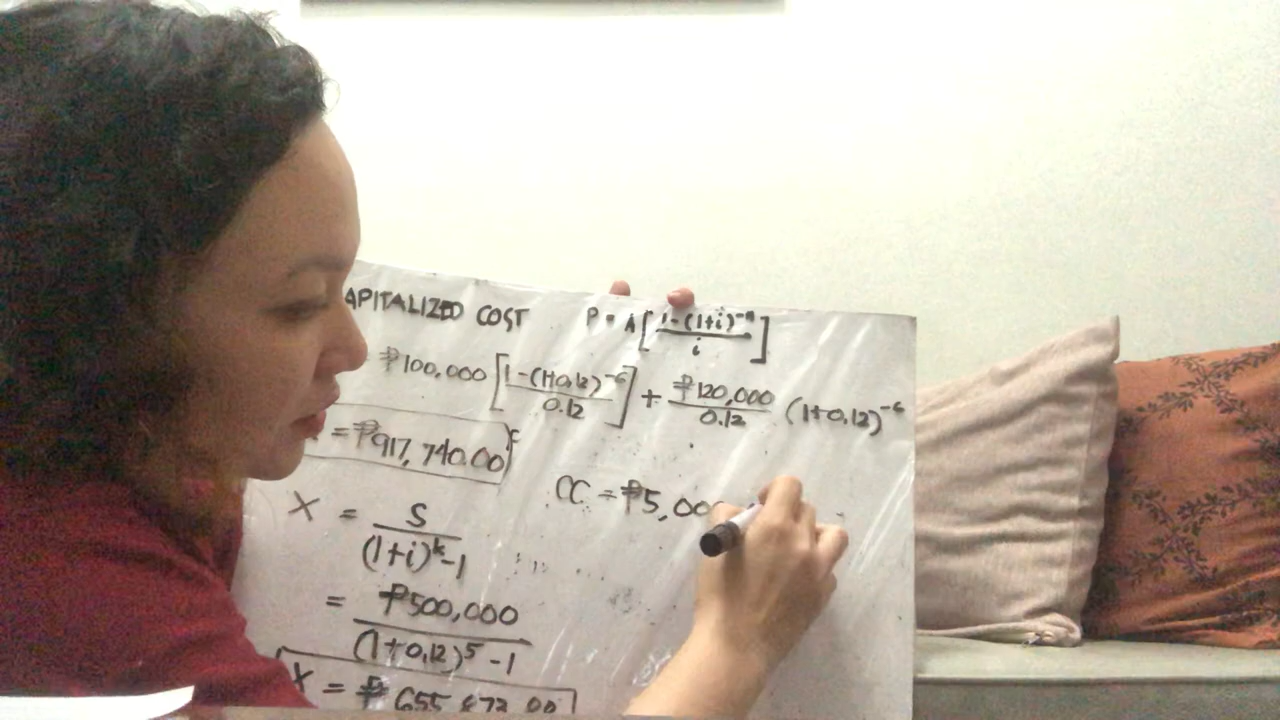 APITALIZED COST
P = A [ 1-(1+i)^-n / i ]
₱100,000 [ 1-(1+0.12)^-6 / 0.12 ] + ₱120,000 / 0.12 (1+0.12)^-6
= ₱917,740.00
CC = ₱5,00
X = S / (1+i)^k -1
= ₱500,000 / (1+0.12)^5 -1
X = ₱